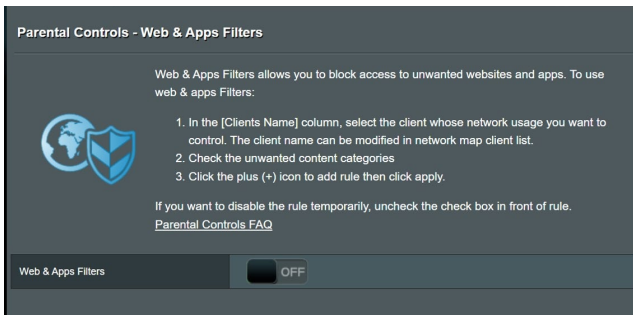 Parental Controls - Web & Apps Filters
Web & Apps Filters allows you to block access to unwanted websites and apps. To use
web & apps Filters:
1. In the [Clients Name] column, select the client whose network usage you want to
control. The client name can be modified in network map client list.
2. Check the unwanted content categories
3. Click the plus (+) icon to add rule then click apply.
If you want to disable the rule temporarily, uncheck the check box in front of rule.
Parental Controls FAQ
Web & Apps Filters OFF